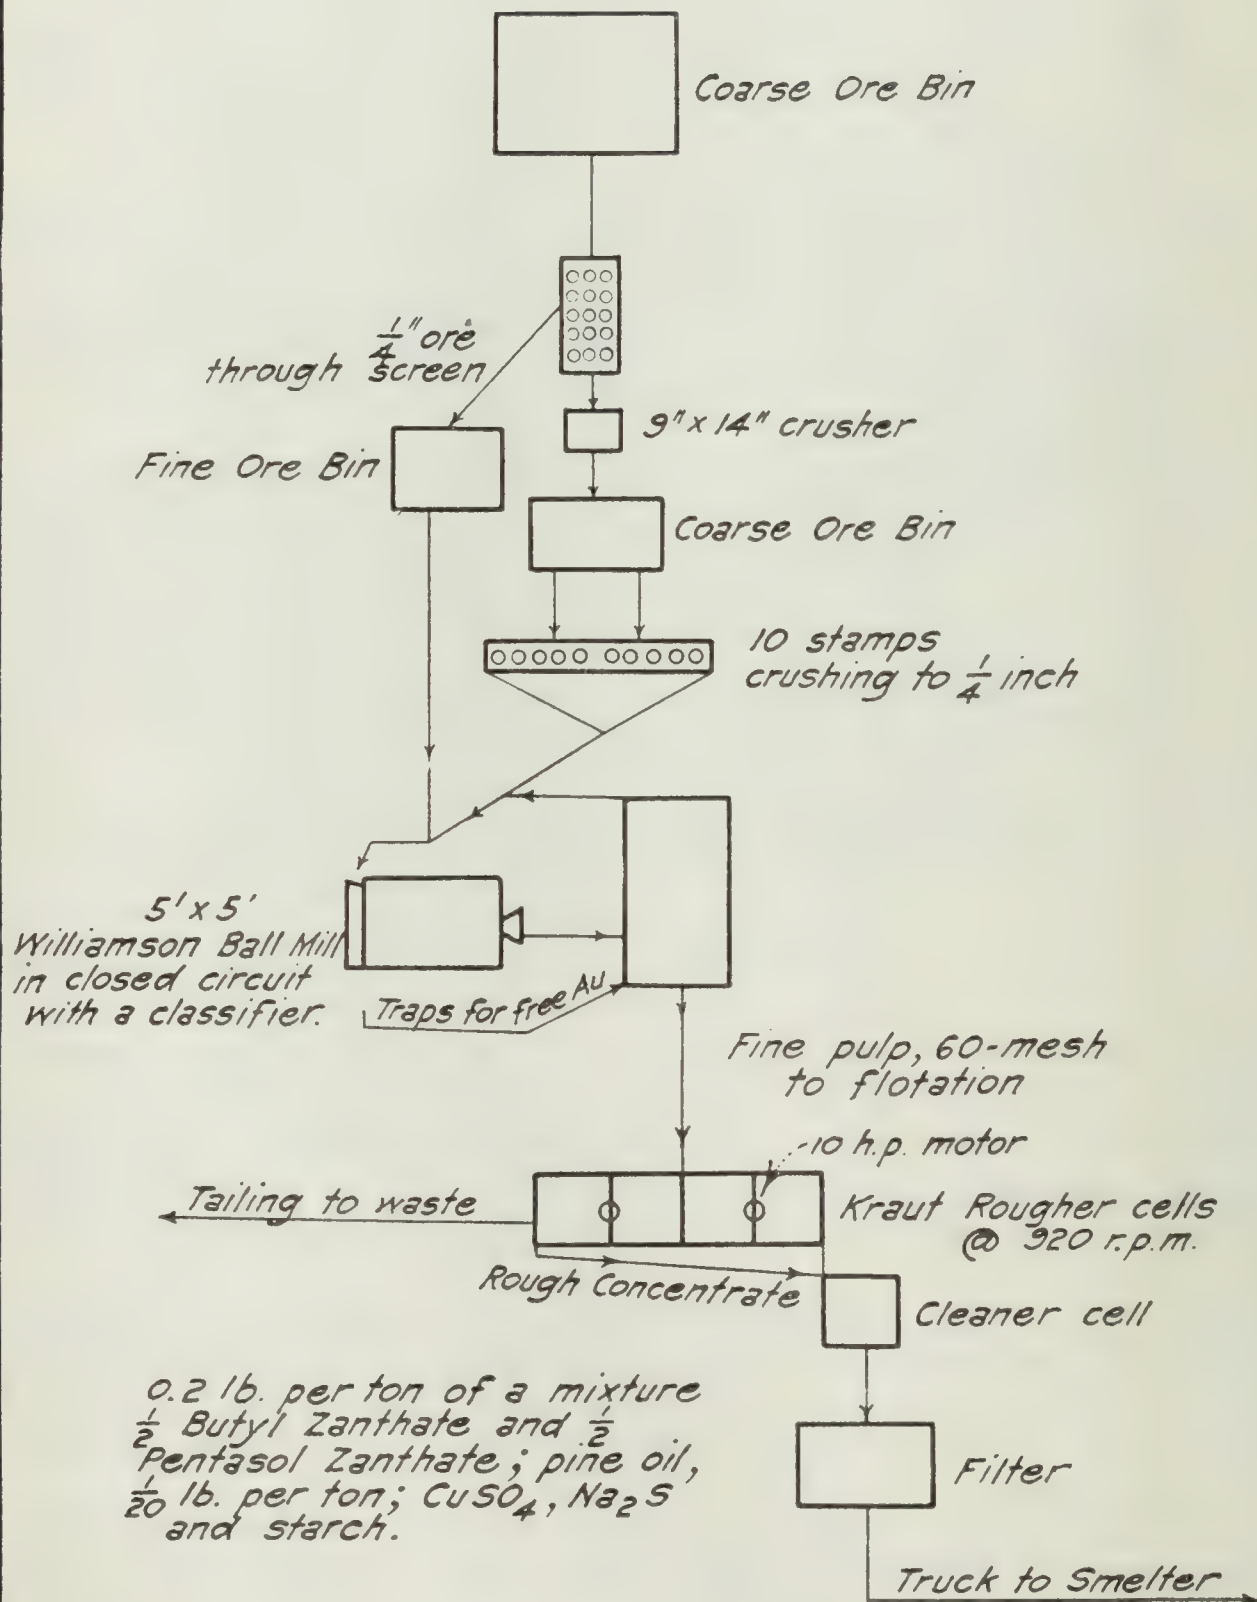 Coarse Ore Bin
1/4" ore
through screen
9" x 14" crusher
Fine Ore Bin
Coarse Ore Bin
10 stamps
crushing to 1/4 inch
5' x 5'
Williamson Ball Mill
in closed circuit
with a classifier.
Traps for free Au
Fine pulp, 60-mesh
to flotation
10 h.p. motor
Tailing to waste
Kraut Rougher cells
@ 920 r.p.m.
Rough Concentrate
Cleaner cell
0.2 lb. per ton of a mixture
1/2 Butyl Zanthate and 1/2
Pentasol Zanthate; pine oil,
1/20 lb. per ton; CuSO₄, Na₂S
and starch.
Filter
Truck to Smelter